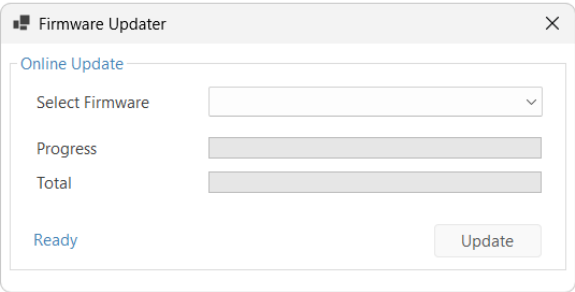 Firmware Updater
Online Update
Select Firmware
Progress
Total
Ready
Update